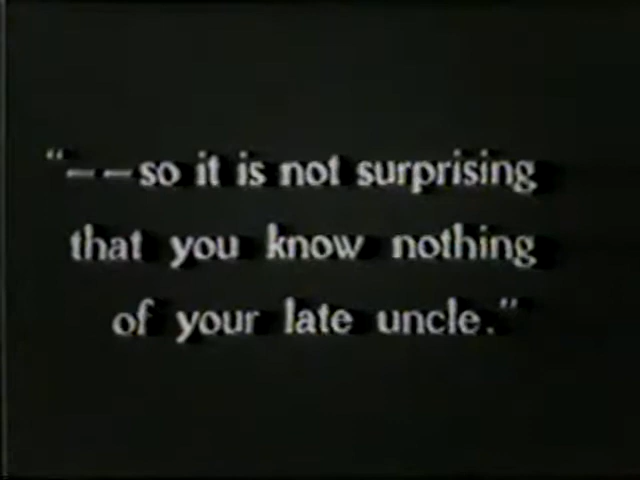 "--so it is not surprising
that you know nothing
of your late uncle."